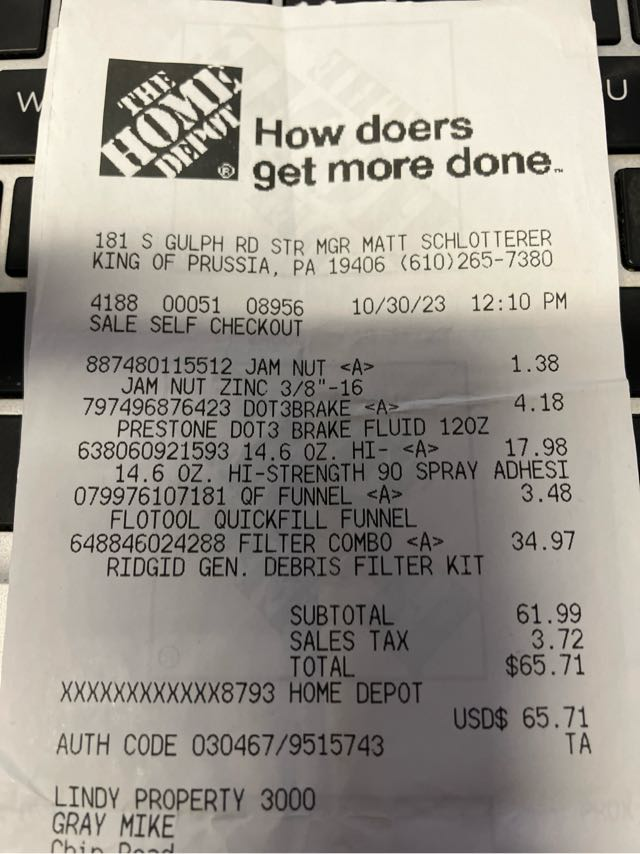 THE
HOME
DEPOT
How doers
get more done™
181 S GULPH RD STR MGR MATT SCHLOTTERER
KING OF PRUSSIA, PA 19406 (610)265-7380
4188 00051 08956 10/30/23 12:10 PM
SALE SELF CHECKOUT
887480115512 JAM NUT <A> 1.38
JAM NUT ZINC 3/8"-16
797496876423 DOT3BRAKE <A> 4.18
PRESTONE DOT3 BRAKE FLUID 12OZ
638060921593 14.6 OZ. HI- <A> 17.98
14.6 OZ. HI-STRENGTH 90 SPRAY ADHESI
079976107181 QF FUNNEL <A> 3.48
FLOTOOL QUICKFILL FUNNEL
648846024288 FILTER COMBO <A> 34.97
RIDGID GEN. DEBRIS FILTER KIT
SUBTOTAL 61.99
SALES TAX 3.72
TOTAL $65.71
XXXXXXXXXXXX8793 HOME DEPOT
USD$ 65.71
AUTH CODE 030467/9515743 TA
LINDY PROPERTY 3000
GRAY MIKE
Chip Road
W
U